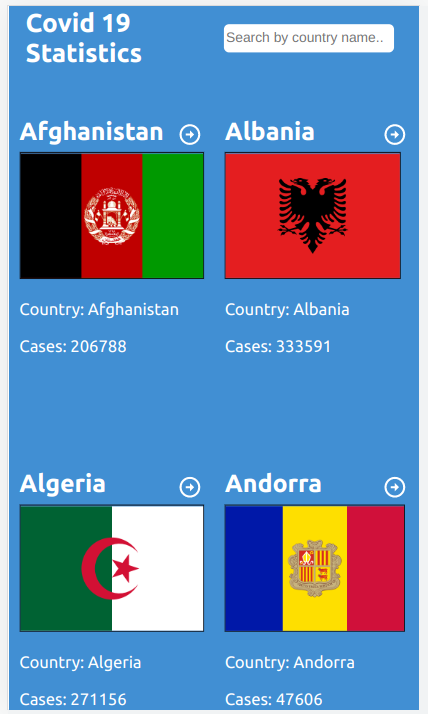 Covid 19
Statistics
Search by country name..
Afghanistan
Albania
Country: Afghanistan
Country: Albania
Cases: 206788
Cases: 333591
Algeria
Andorra
Country: Algeria
Country: Andorra
Cases: 271156
Cases: 47606